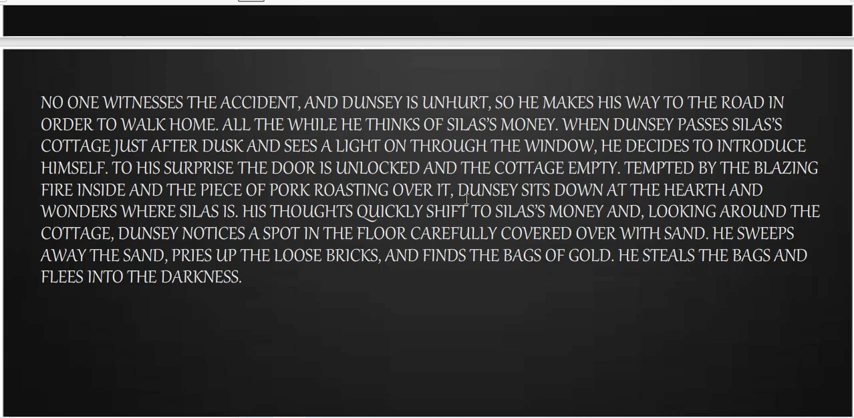 NO ONE WITNESSES THE ACCIDENT, AND DUNSEY IS UNHURT, SO HE MAKES HIS WAY TO THE ROAD IN
ORDER TO WALK HOME. ALL THE WHILE HE THINKS OF SILAS'S MONEY. WHEN DUNSEY PASSES SILAS'S
COTTAGE JUST AFTER DUSK AND SEES A LIGHT ON THROUGH THE WINDOW, HE DECIDES TO INTRODUCE
HIMSELF. TO HIS SURPRISE THE DOOR IS UNLOCKED AND THE COTTAGE EMPTY. TEMPTED BY THE BLAZING
FIRE INSIDE AND THE PIECE OF PORK ROASTING OVER IT, DUNSEY SITS DOWN AT THE HEARTH AND
WONDERS WHERE SILAS IS. HIS THOUGHTS QUICKLY SHIFT TO SILAS'S MONEY AND, LOOKING AROUND THE
COTTAGE, DUNSEY NOTICES A SPOT IN THE FLOOR CAREFULLY COVERED OVER WITH SAND. HE SWEEPS
AWAY THE SAND, PRIES UP THE LOOSE BRICKS, AND FINDS THE BAGS OF GOLD. HE STEALS THE BAGS AND
FLEES INTO THE DARKNESS.